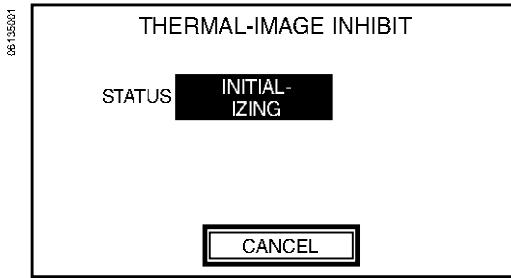 06135001
THERMAL-IMAGE INHIBIT
STATUS INITIAL-
IZING
CANCEL